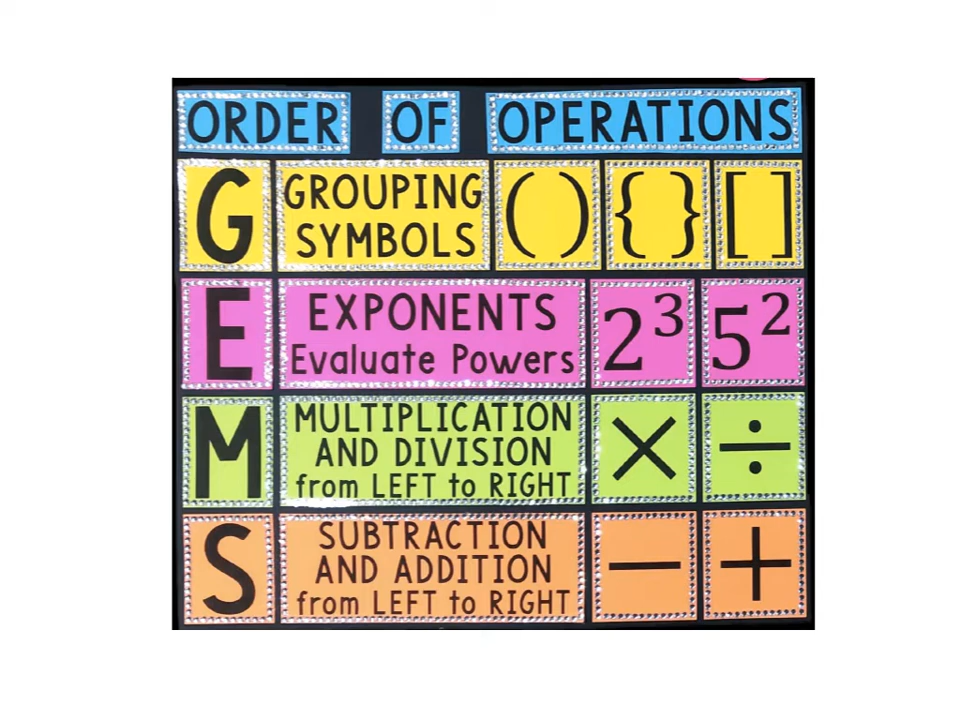 ORDER OF OPERATIONS
G GROUPING SYMBOLS ( ) { } [ ]
E EXPONENTS Evaluate Powers 2³ 5²
M MULTIPLICATION AND DIVISION from LEFT to RIGHT × ÷
S SUBTRACTION AND ADDITION from LEFT to RIGHT − +